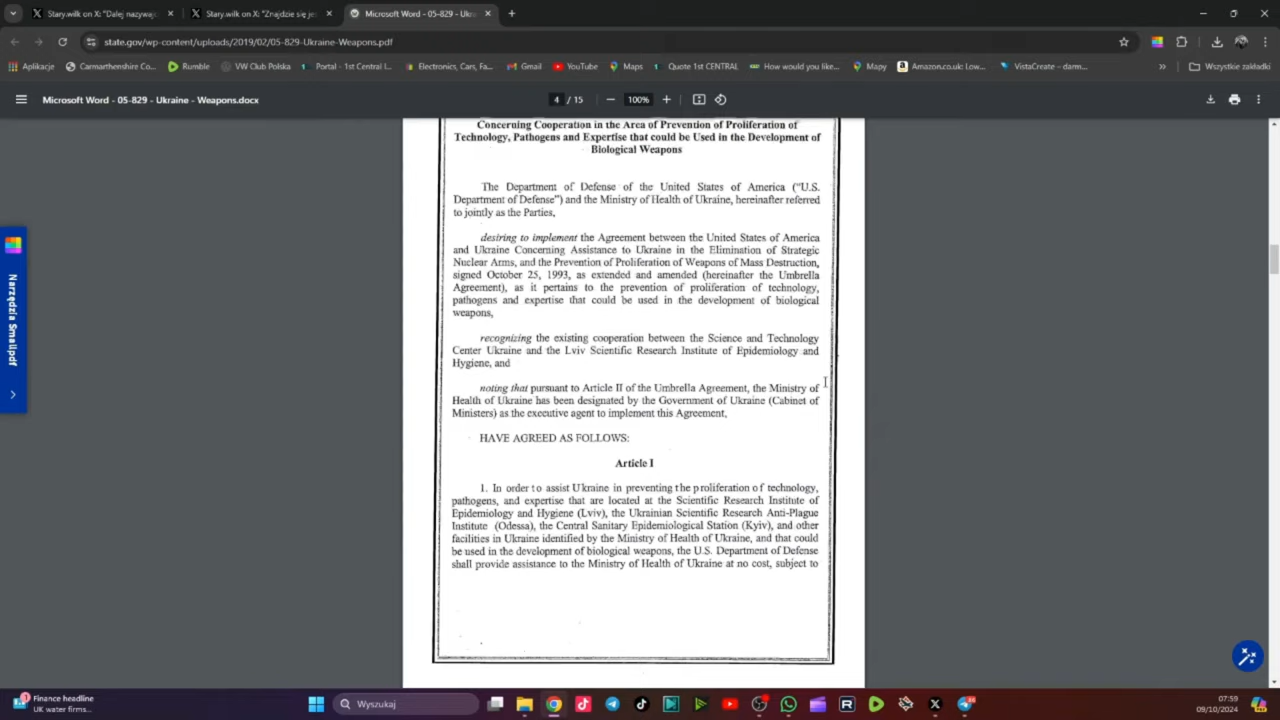 Stary.wilk on X: "Dalej nazywaj
Stary.wilk on X: "Znajdzie się jes
Microsoft Word - 05-829 - Ukra
state.gov/wp-content/uploads/2019/02/05-829-Ukraine-Weapons.pdf
Aplikacje
Carmarthenshire Co...
Rumble
VW Club Polska
Portal - 1st Central I...
Electronics, Cars, Fa...
Gmail
YouTube
Maps
Quote 1st CENTRAL
How would you like...
Mapy
Amazon.co.uk: Low...
VistaCreate – darm...
Wszystkie zakładki
Microsoft Word - 05-829 - Ukraine - Weapons.docx
4 / 15
100%
Concerning Cooperation in the Area of Prevention of Proliferation of
Technology, Pathogens and Expertise that could be Used in the Development of
Biological Weapons
The Department of Defense of the United States of America ("U.S.
Department of Defense") and the Ministry of Health of Ukraine, hereinafter referred
to jointly as the Parties,
desiring to implement the Agreement between the United States of America
and Ukraine Concerning Assistance to Ukraine in the Elimination of Strategic
Nuclear Arms, and the Prevention of Proliferation of Weapons of Mass Destruction,
signed October 25, 1993, as extended and amended (hereinafter the Umbrella
Agreement), as it pertains to the prevention of proliferation of technology,
pathogens and expertise that could be used in the development of biological
weapons,
recognizing the existing cooperation between the Science and Technology
Center Ukraine and the Lviv Scientific Research Institute of Epidemiology and
Hygiene, and
noting that pursuant to Article II of the Umbrella Agreement, the Ministry of
Health of Ukraine has been designated by the Government of Ukraine (Cabinet of
Ministers) as the executive agent to implement this Agreement,
HAVE AGREED AS FOLLOWS:
Article I
1. In order to assist Ukraine in preventing the proliferation of technology,
pathogens, and expertise that are located at the Scientific Research Institute of
Epidemiology and Hygiene (Lviv), the Ukrainian Scientific Research Anti-Plague
Institute (Odessa), the Central Sanitary Epidemiological Station (Kyiv), and other
facilities in Ukraine identified by the Ministry of Health of Ukraine, and that could
be used in the development of biological weapons, the U.S. Department of Defense
shall provide assistance to the Ministry of Health of Ukraine at no cost, subject to
Narzędzia Smallpdf
Finance headline
UK water firms...
Wyszukaj
07:59
09/10/2024